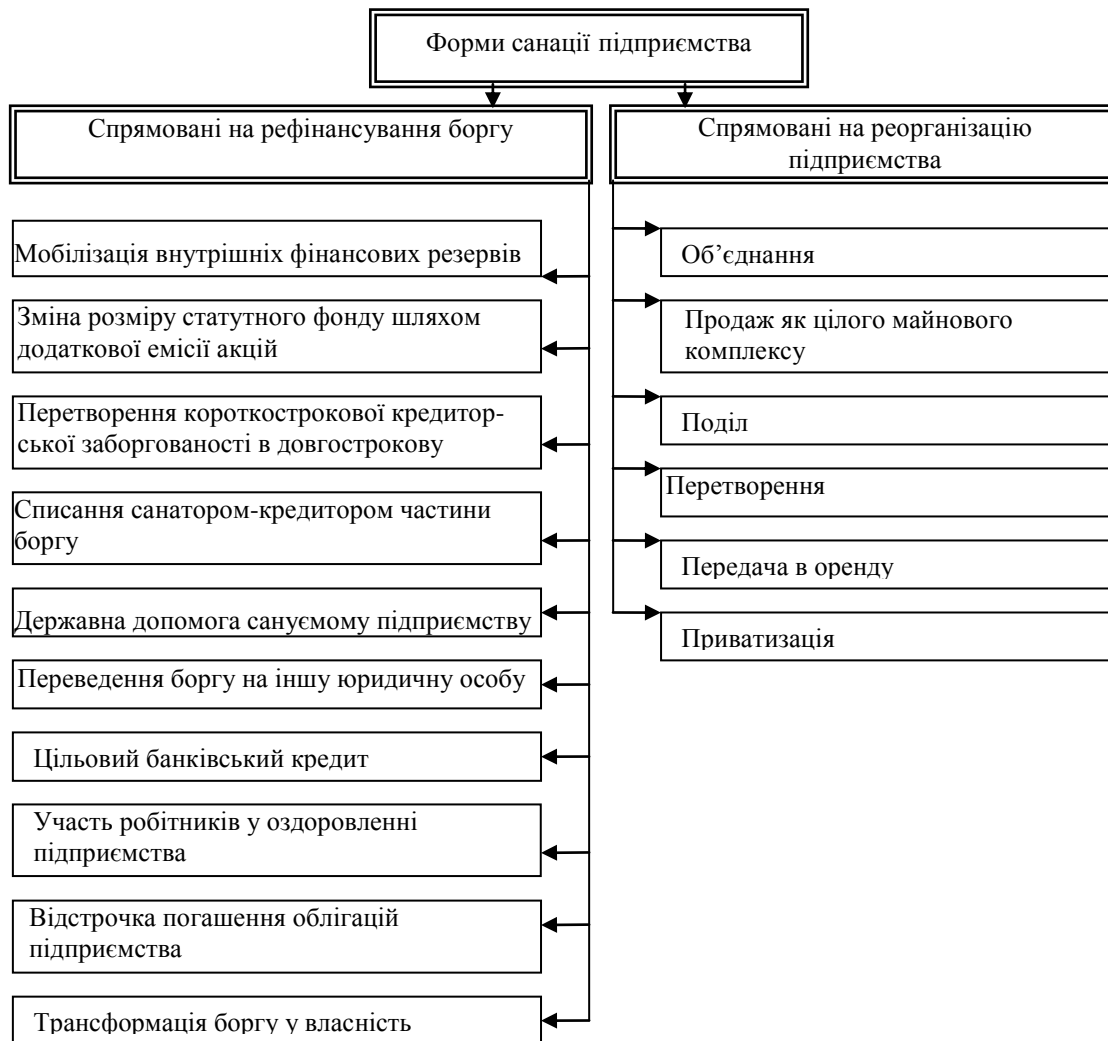 Форми санації підприємства
Спрямовані на рефінансування боргу
Мобілізація внутрішніх фінансових резервів
Зміна розміру статутного фонду шляхом
додаткової емісії акцій
Перетворення короткострокової кредитор-
ської заборгованості в довгострокову
Списання санатором-кредитором частини
боргу
Державна допомога сануємому підприємству
Переведення боргу на іншу юридичну особу
Цільовий банківський кредит
Участь робітників у оздоровленні
підприємства
Відстрочка погашення облігацій
підприємства
Трансформація боргу у власність
Спрямовані на реорганізацію
підприємства
Об’єднання
Продаж як цілого майнового
комплексу
Поділ
Перетворення
Передача в оренду
Приватизація